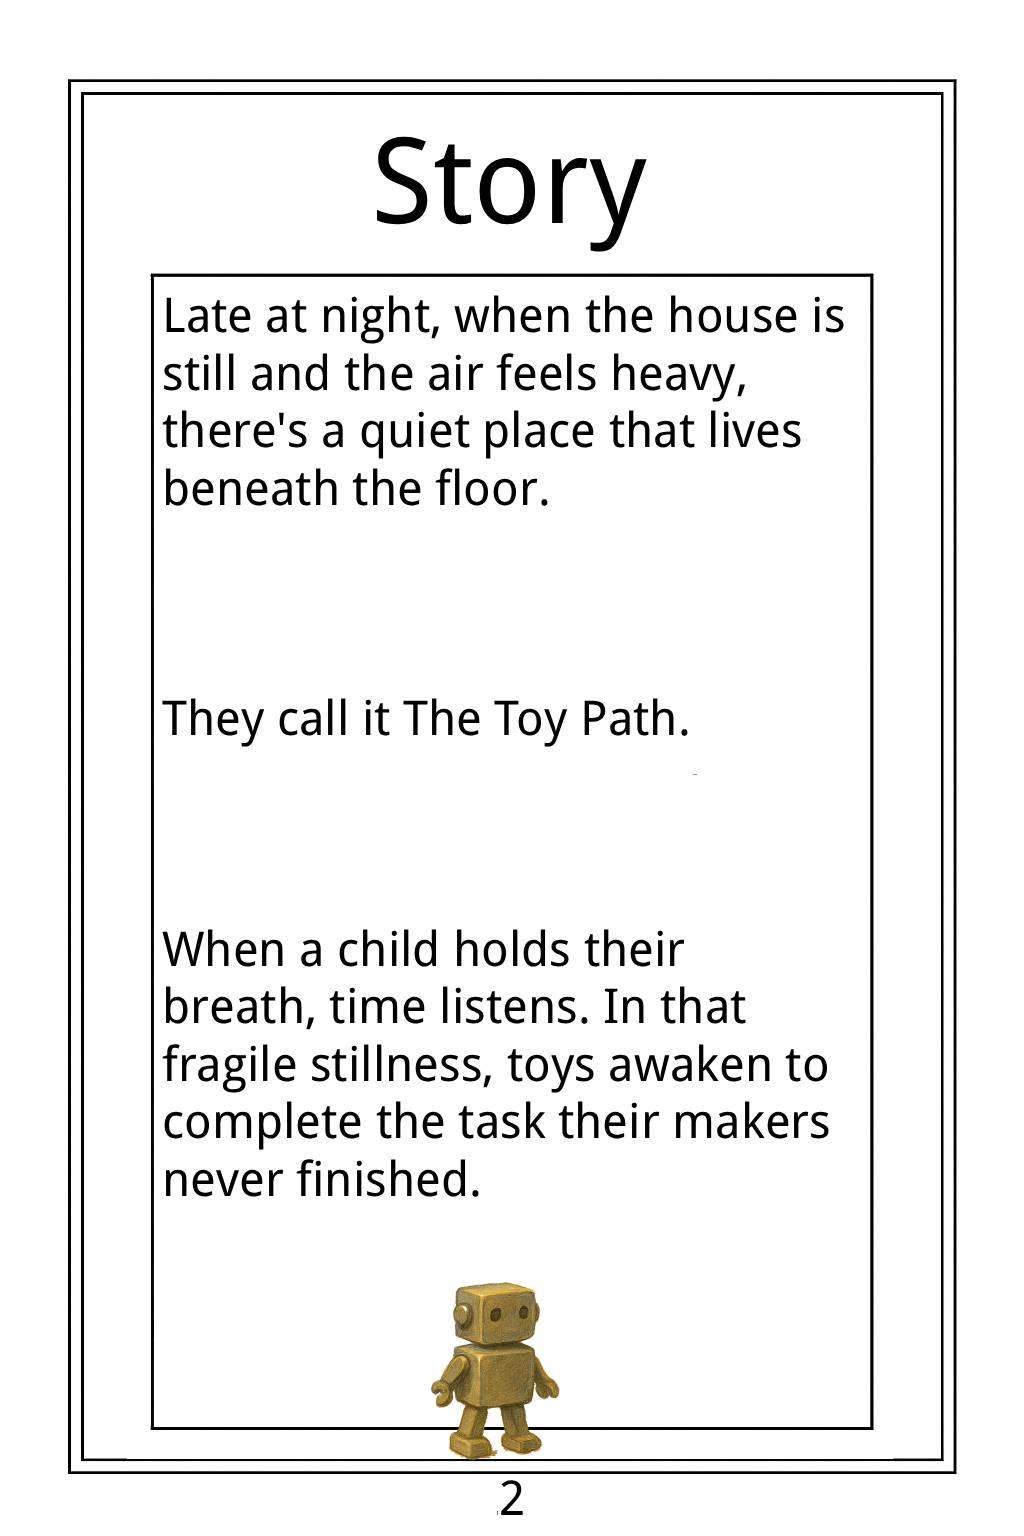 Story
Late at night, when the house is
still and the air feels heavy,
there's a quiet place that lives
beneath the floor.
They call it The Toy Path.
When a child holds their
breath, time listens. In that
fragile stillness, toys awaken to
complete the task their makers
never finished.
2